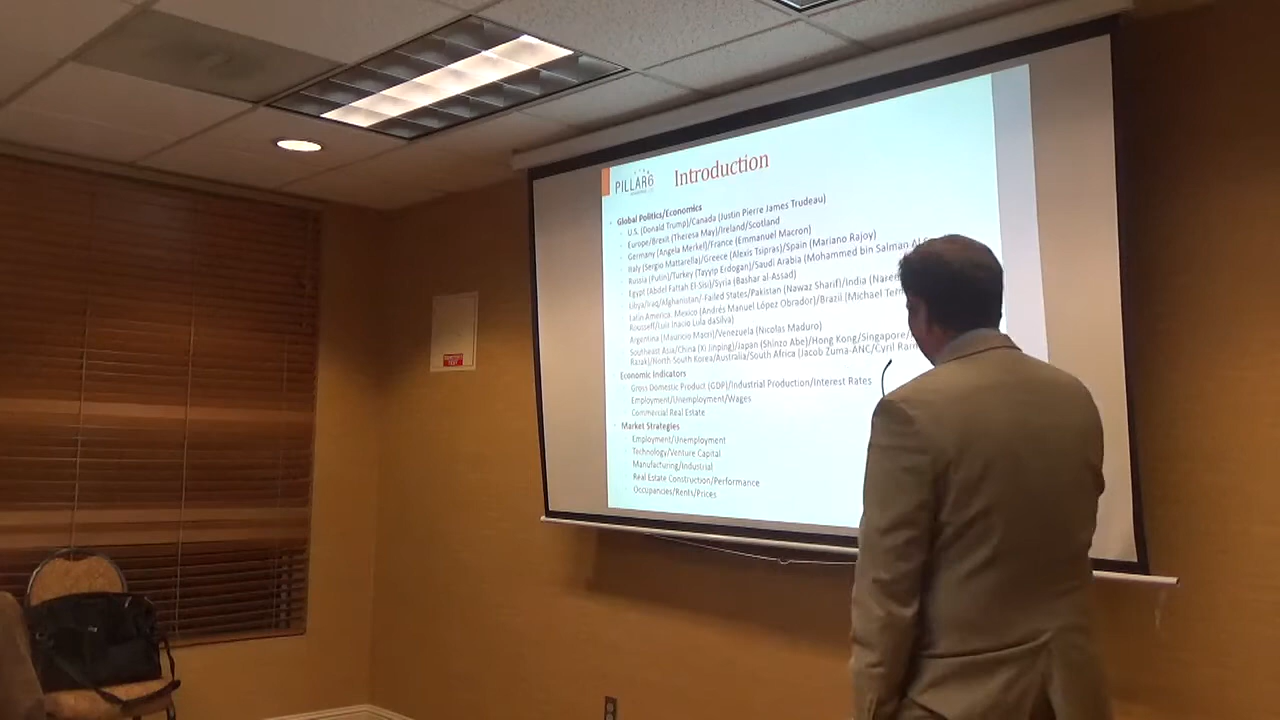 PILLAR6
Introduction
Global Politics/Economics
U.S. (Donald Trump)/Canada (Justin Pierre James Trudeau)
Europe/Brexit (Theresa May)/Ireland/Scotland
Germany (Angela Merkel)/France (Emmanuel Macron)
Italy (Sergio Mattarella)/Greece (Alexis Tsipras)/Spain (Mariano Rajoy)
Russia (Putin)/Turkey (Tayyip Erdogan)/Saudi Arabia (Mohammed bin Salman Al
Egypt (Abdel Fattah El-Sisi)/Syria (Bashar al-Assad)
Libya/Iraq/Afghanistan/-Failed States/Pakistan (Nawaz Sharif)/India
Latin America: Mexico (Andrés Manuel López Obrador)/Brazil (Michael
Rousseff/Luis Inacio Lula daSilva)
Argentina (Mauricio Macri)/Venezuela (Nicolas Maduro)
Southeast Asia/China (Xi Jinping)/Japan (Shinzo Abe)/Hong Kong/Singapore/
Razak)/North South Korea/Australia/South Africa (Jacob Zuma-ANC/Cyril
Economic Indicators
Gross Domestic Product (GDP)/Industrial Production/Interest Rates
Employment/Unemployment/Wages
Commercial Real Estate
Market Strategies
Employment/Unemployment
Technology/Venture Capital
Manufacturing/Industrial
Real Estate Construction/Performance
Occupancies/Rents/Prices